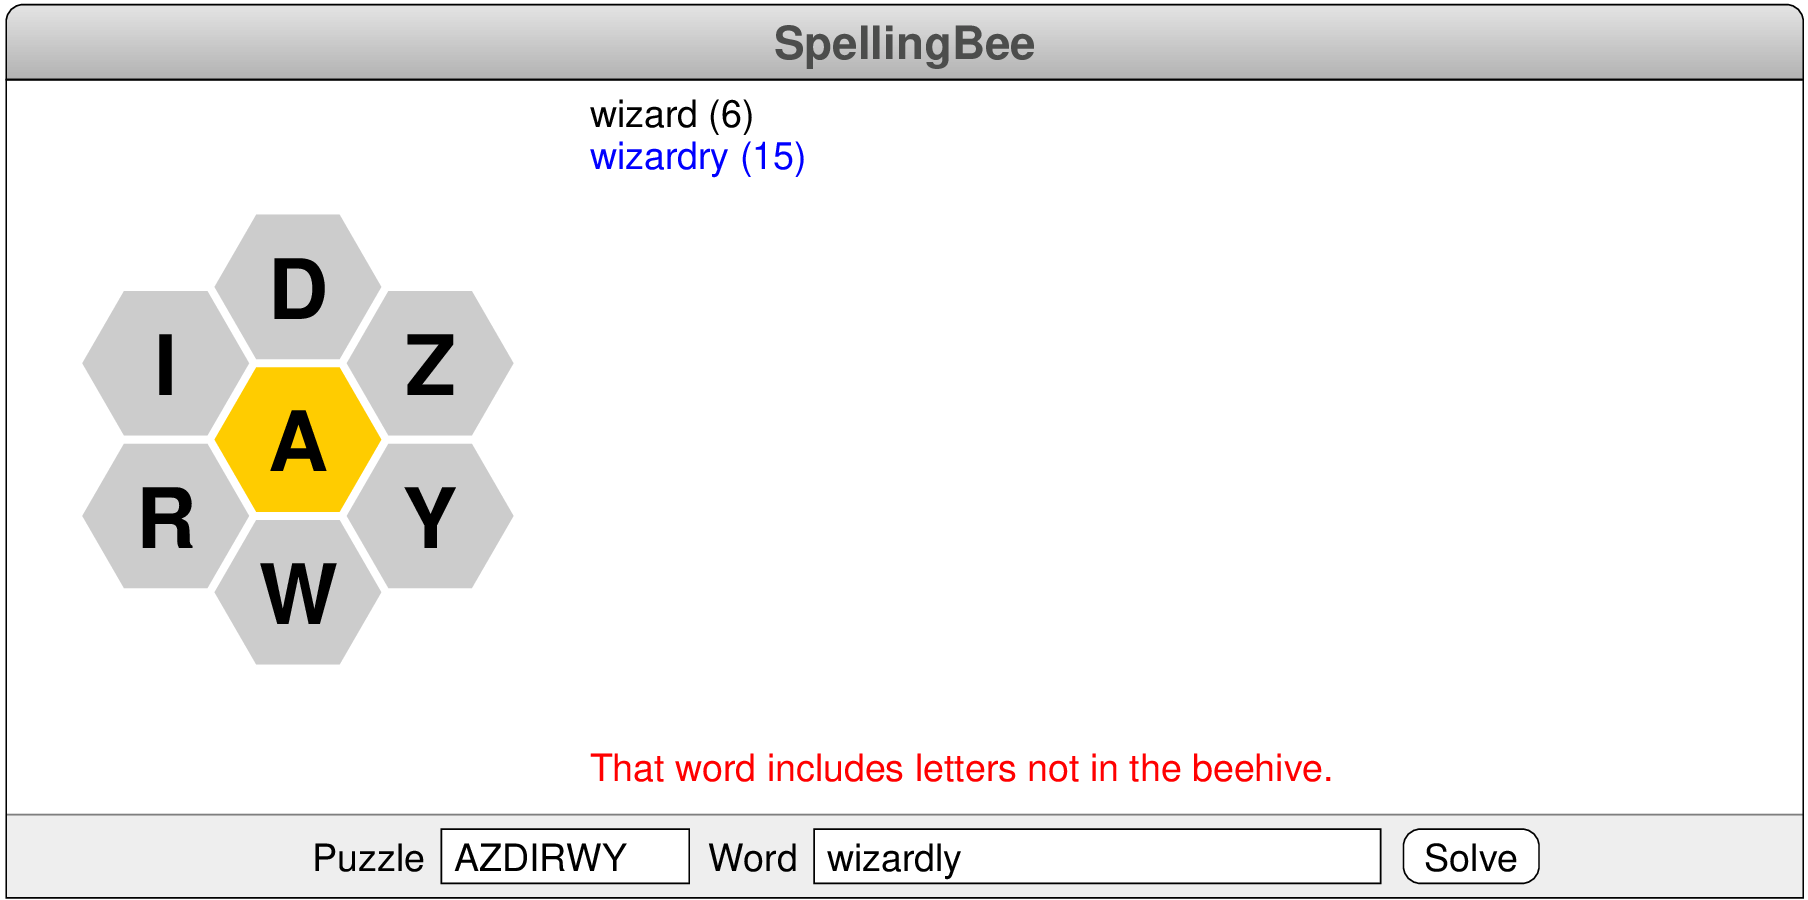 SpellingBee
wizard (6)
wizardry (15)
D
I
Z
A
R
Y
W
That word includes letters not in the beehive.
Puzzle AZDIRWY Word wizardly Solve